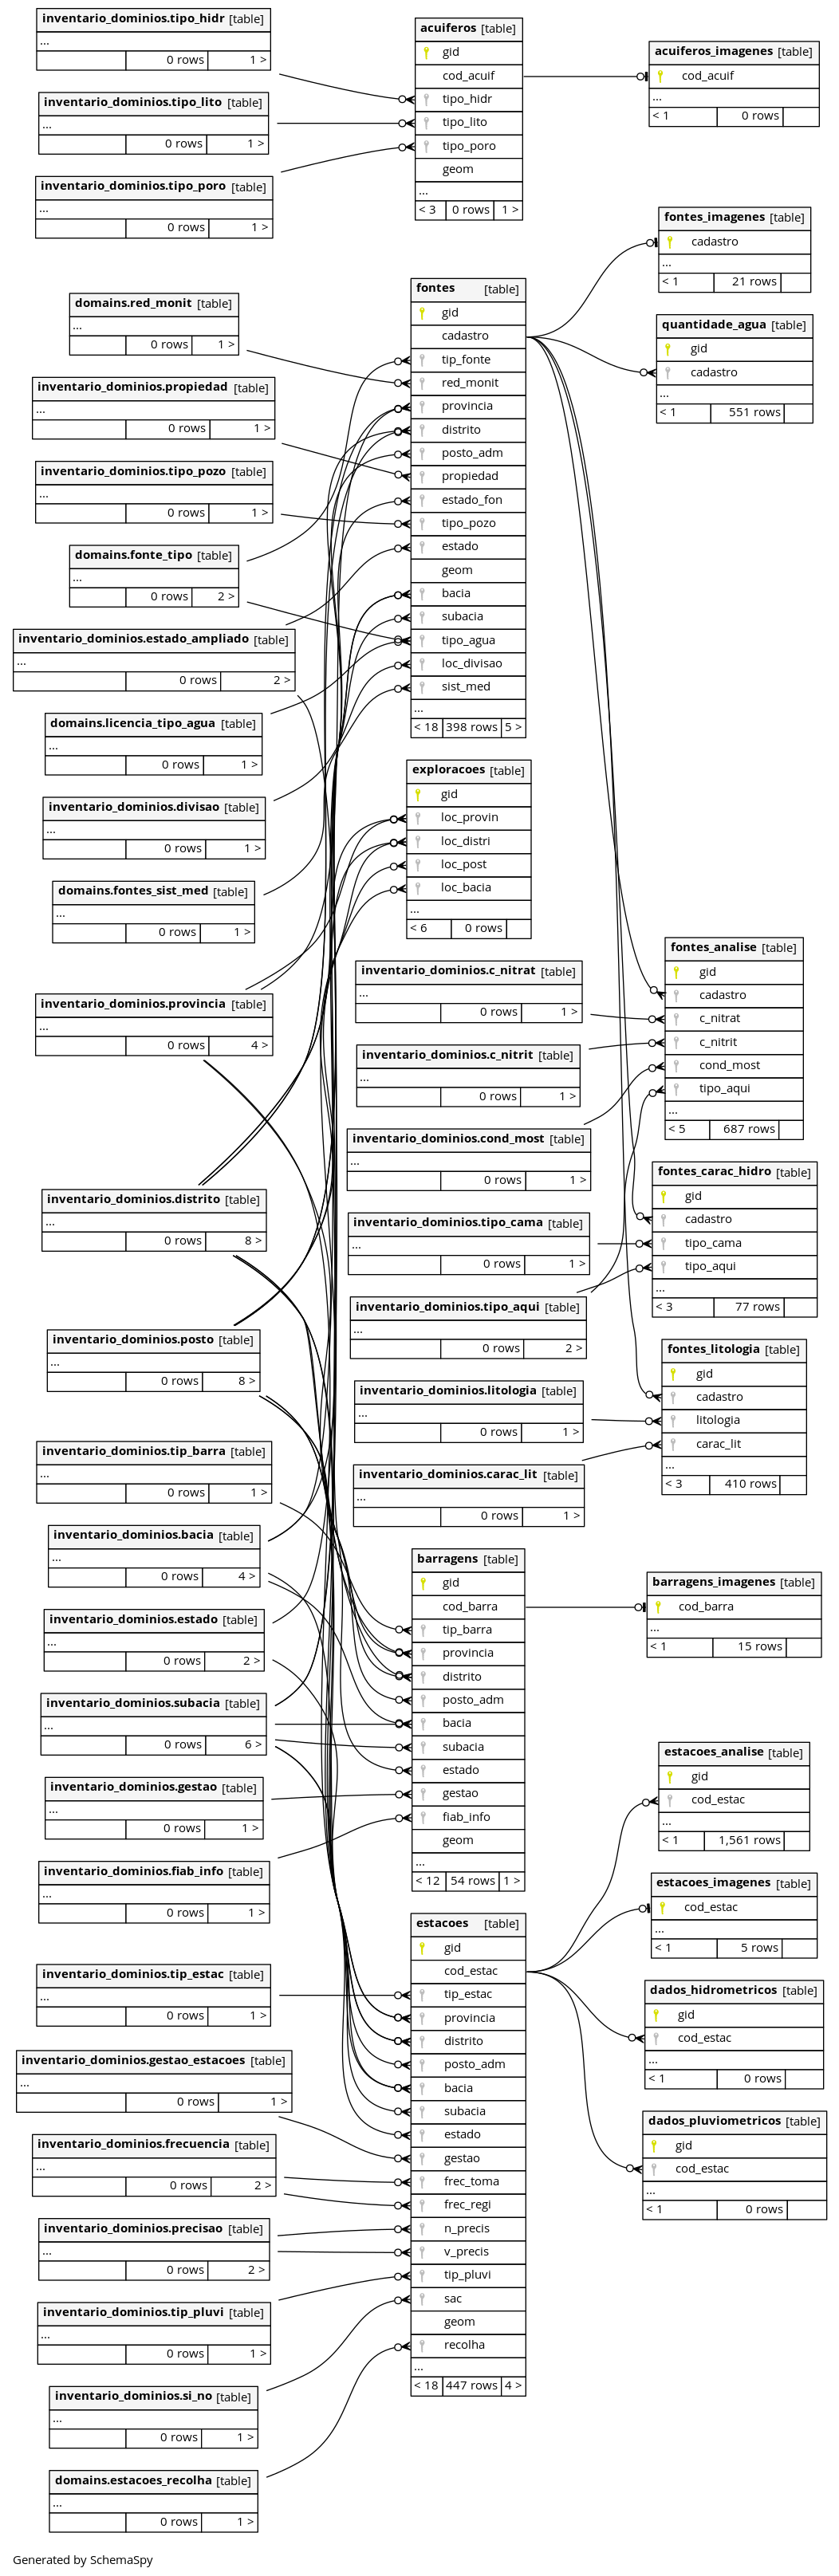 inventario_dominios.tipo_hidr [table]
...
0 rows 1 >
inventario_dominios.tipo_lito [table]
...
0 rows 1 >
inventario_dominios.tipo_poro [table]
...
0 rows 1 >
domains.red_monit [table]
...
0 rows 1 >
inventario_dominios.propiedad [table]
...
0 rows 1 >
inventario_dominios.tipo_pozo [table]
...
0 rows 1 >
domains.fonte_tipo [table]
...
0 rows 2 >
inventario_dominios.estado_ampliado [table]
...
0 rows 2 >
domains.licencia_tipo_agua [table]
...
0 rows 1 >
inventario_dominios.divisao [table]
...
0 rows 1 >
domains.fontes_sist_med [table]
...
0 rows 1 >
inventario_dominios.provincia [table]
...
0 rows 4 >
inventario_dominios.distrito [table]
...
0 rows 8 >
inventario_dominios.posto [table]
...
0 rows 8 >
inventario_dominios.tip_barra [table]
...
0 rows 1 >
inventario_dominios.bacia [table]
...
0 rows 4 >
inventario_dominios.estado [table]
...
0 rows 2 >
inventario_dominios.subacia [table]
...
0 rows 6 >
inventario_dominios.gestao [table]
...
0 rows 1 >
inventario_dominios.fiab_info [table]
...
0 rows 1 >
inventario_dominios.tip_estac [table]
...
0 rows 1 >
inventario_dominios.gestao_estacoes [table]
...
0 rows 1 >
inventario_dominios.frecuencia [table]
...
0 rows 2 >
inventario_dominios.precisao [table]
...
0 rows 2 >
inventario_dominios.tip_pluvi [table]
...
0 rows 1 >
inventario_dominios.si_no [table]
...
0 rows 1 >
domains.estacoes_recolha [table]
...
0 rows 1 >
acuiferos [table]
gid
cod_acuif
tipo_hidr
tipo_lito
tipo_poro
geom
...
< 3 0 rows 1 >
fontes [table]
gid
cadastro
tip_fonte
red_monit
provincia
distrito
posto_adm
propiedad
estado_fon
tipo_pozo
estado
geom
bacia
subacia
tipo_agua
loc_divisao
sist_med
...
< 18 398 rows 5 >
exploracoes [table]
gid
loc_provin
loc_distri
loc_post
loc_bacia
...
< 6 0 rows
inventario_dominios.c_nitrat [table]
...
0 rows 1 >
inventario_dominios.c_nitrit [table]
...
0 rows 1 >
inventario_dominios.cond_most [table]
...
0 rows 1 >
inventario_dominios.tipo_cama [table]
...
0 rows 1 >
inventario_dominios.tipo_aqui [table]
...
0 rows 2 >
inventario_dominios.litologia [table]
...
0 rows 1 >
inventario_dominios.carac_lit [table]
...
0 rows 1 >
barragens [table]
gid
cod_barra
tip_barra
provincia
distrito
posto_adm
bacia
subacia
estado
gestao
fiab_info
geom
...
< 12 54 rows 1 >
estacoes [table]
gid
cod_estac
tip_estac
provincia
distrito
posto_adm
bacia
subacia
estado
gestao
frec_toma
frec_regi
n_precis
v_precis
tip_pluvi
sac
geom
recolha
...
< 18 447 rows 4 >
acuiferos_imagenes [table]
cod_acuif
...
< 1 0 rows
fontes_imagenes [table]
cadastro
...
< 1 21 rows
quantidade_agua [table]
gid
cadastro
...
< 1 551 rows
fontes_analise [table]
gid
cadastro
c_nitrat
c_nitrit
cond_most
tipo_aqui
...
< 5 687 rows
fontes_carac_hidro [table]
gid
cadastro
tipo_cama
tipo_aqui
...
< 3 77 rows
fontes_litologia [table]
gid
cadastro
litologia
carac_lit
...
< 3 410 rows
barragens_imagenes [table]
cod_barra
...
< 1 15 rows
estacoes_analise [table]
gid
cod_estac
...
< 1 1,561 rows
estacoes_imagenes [table]
cod_estac
...
< 1 5 rows
dados_hidrometricos [table]
gid
cod_estac
...
< 1 0 rows
dados_pluviometricos [table]
gid
cod_estac
...
< 1 0 rows
Generated by SchemaSpy